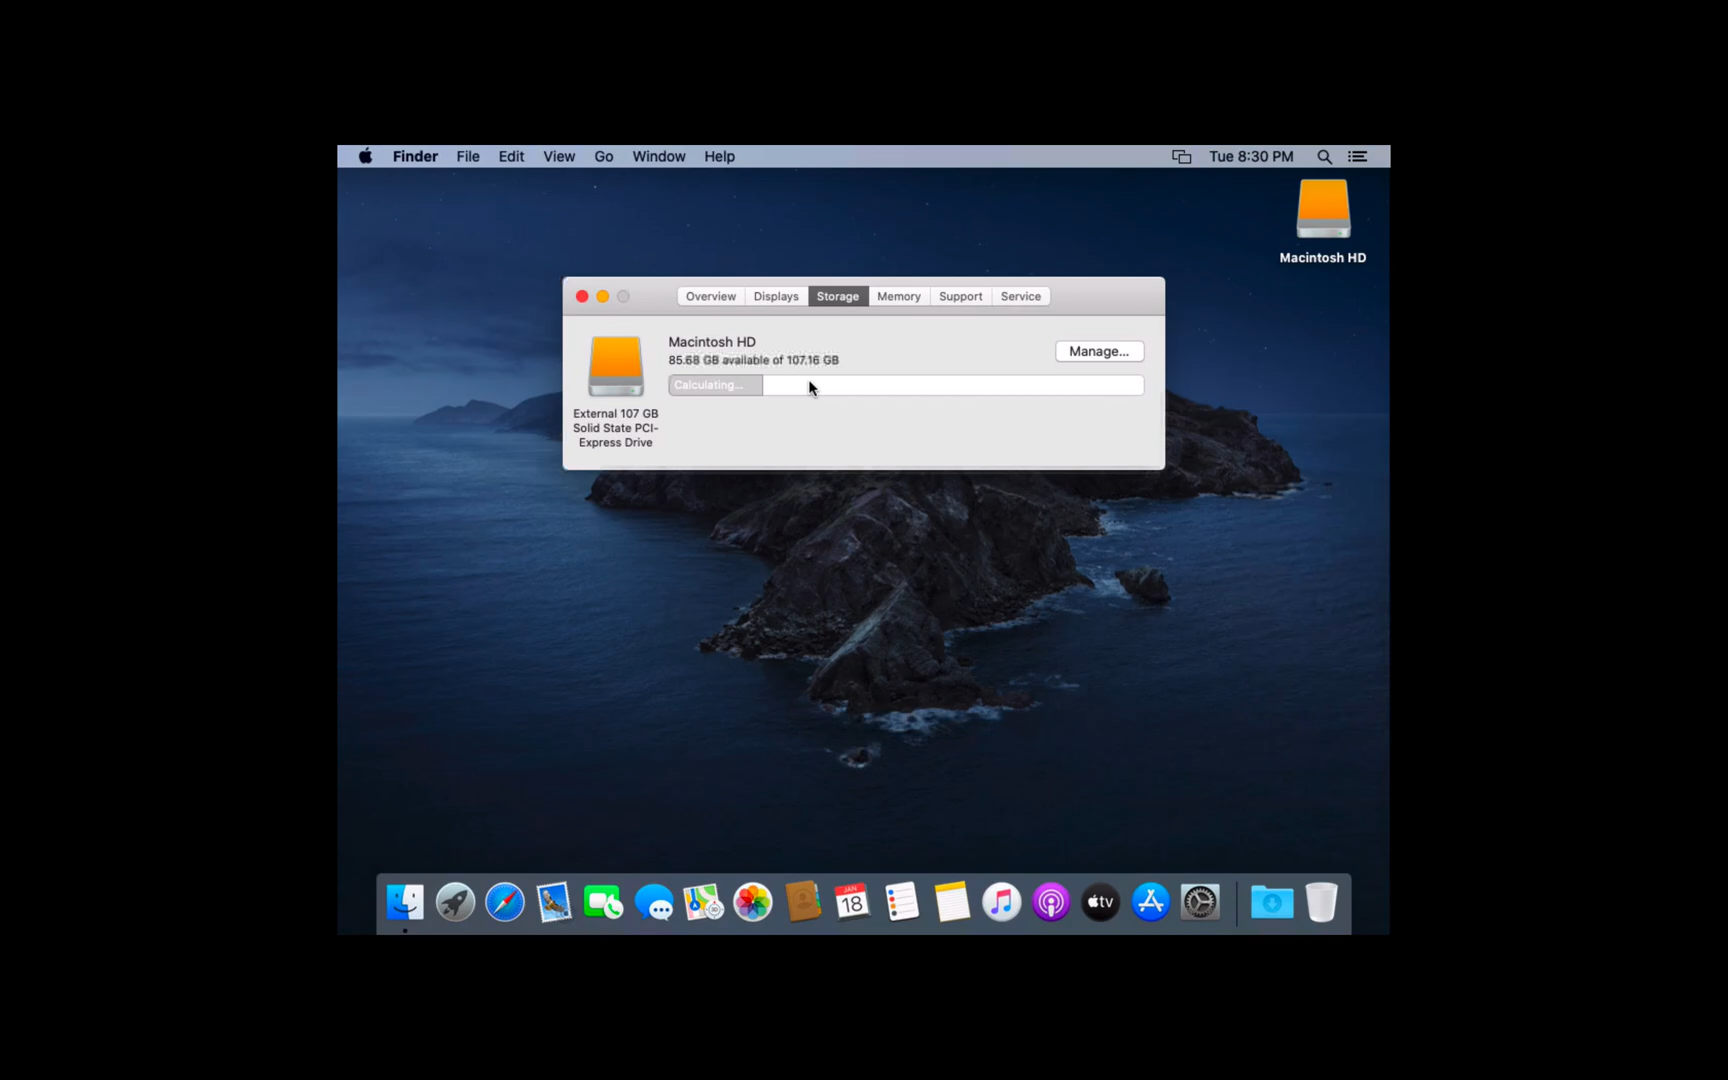 Finder File Edit View Go Window Help Tue 8:30 PM
Macintosh HD
Overview Displays Storage Memory Support Service
Macintosh HD
85.68 GB available of 107.16 GB
Manage...
Calculating...
External 107 GB
Solid State PCI-
Express Drive
JAN
18
tv